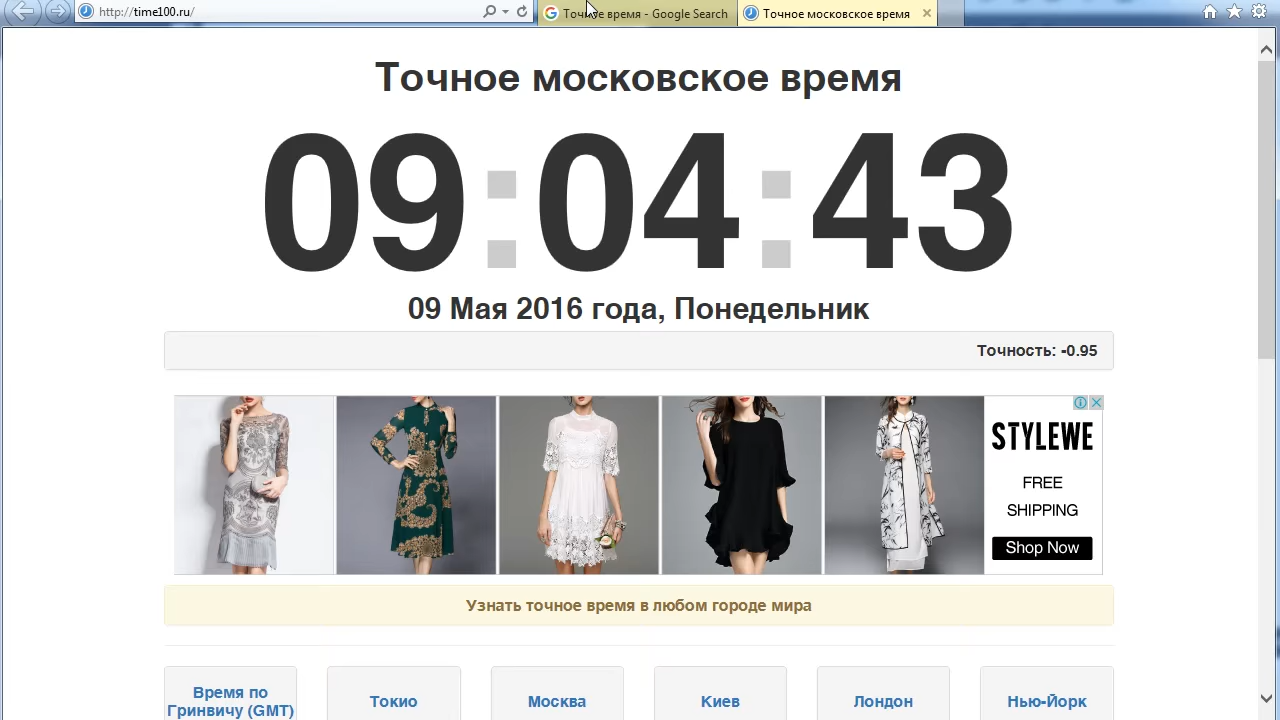 http://time100.ru/
Точное время - Google Search
Точное московское время
Точное московское время
09:04:43
09 Мая 2016 года, Понедельник
Точность: -0.95
STYLEWE
FREE
SHIPPING
Shop Now
Узнать точное время в любом городе мира
Время по
Гринвичу (GMT)
Токио
Москва
Киев
Лондон
Нью-Йорк